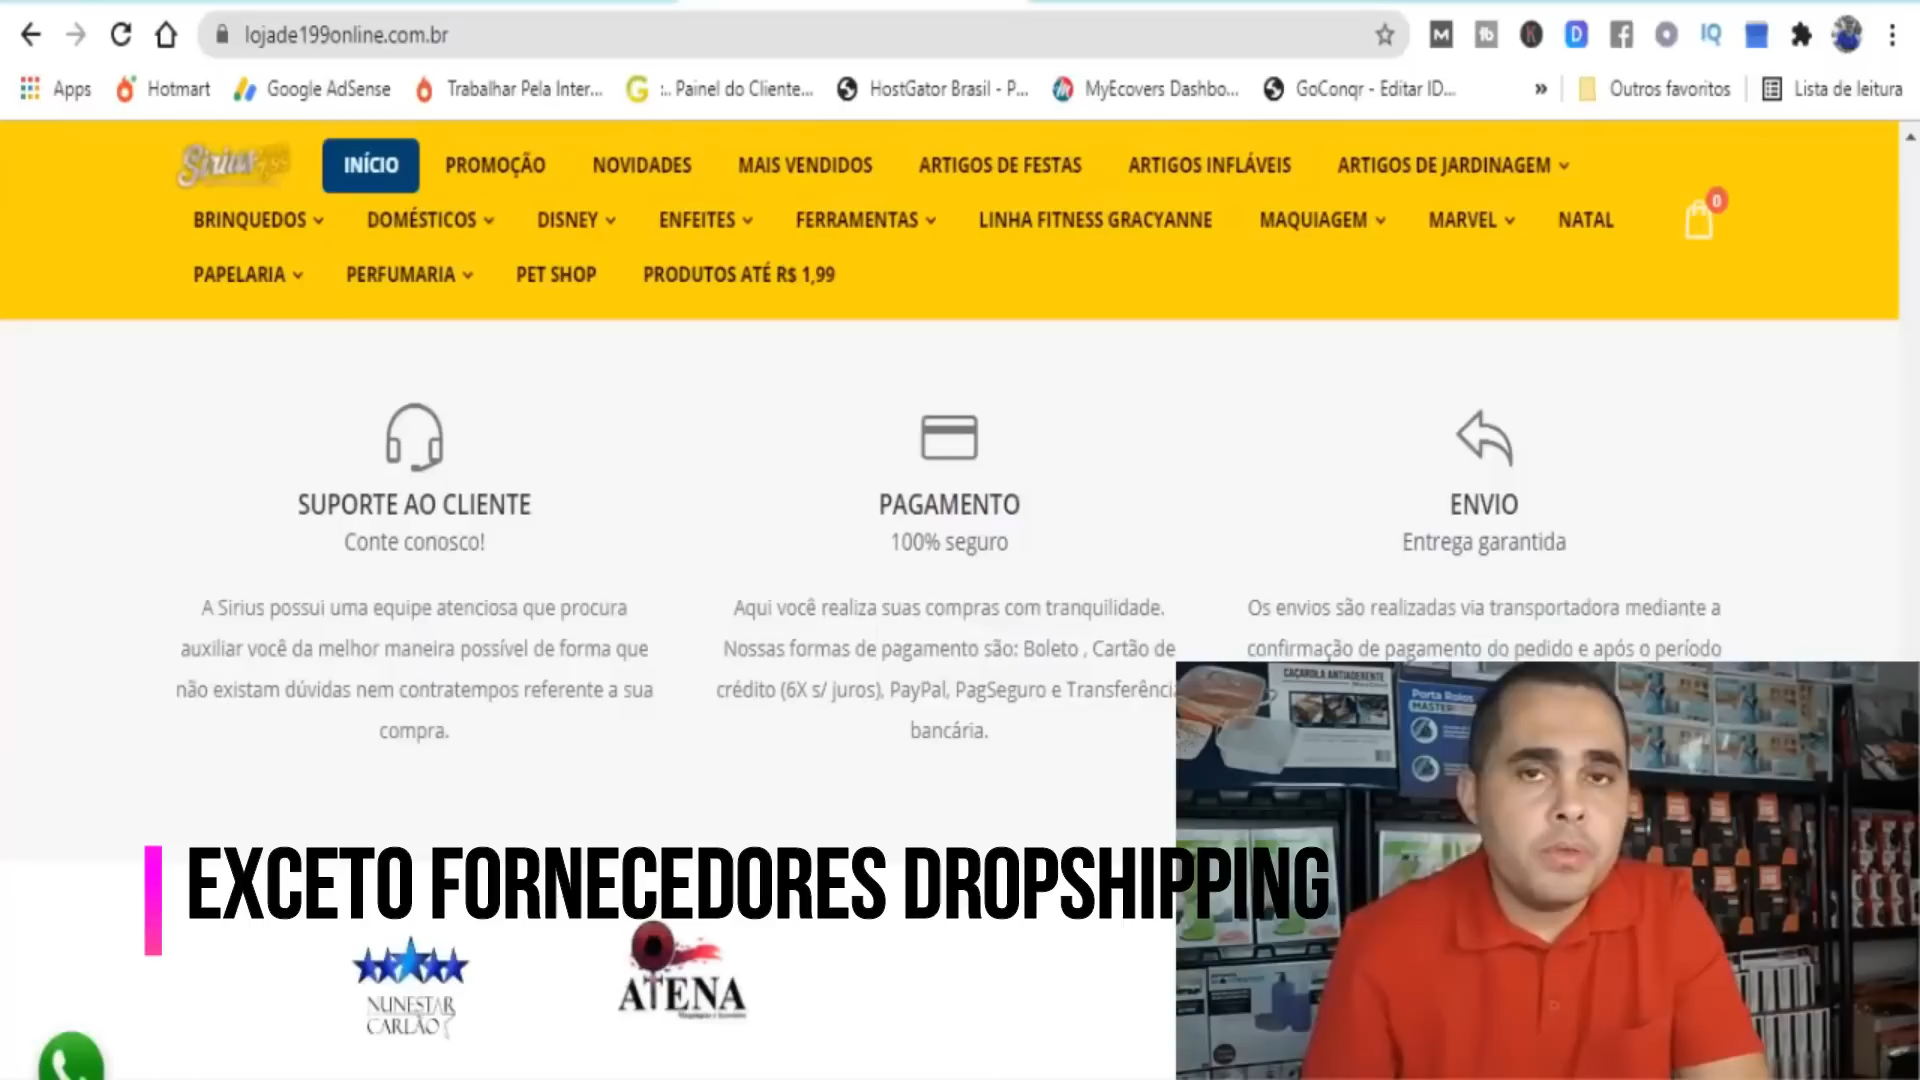 lojade199online.com.br
Apps Hotmart Google AdSense Trabalhar Pela Inter... :.. Painel do Cliente... HostGator Brasil - P... MyEcovers Dashbo... GoConqr - Editar ID... » Outros favoritos Lista de leitura
Sirius
INÍCIO PROMOÇÃO NOVIDADES MAIS VENDIDOS ARTIGOS DE FESTAS ARTIGOS INFLÁVEIS ARTIGOS DE JARDINAGEM
BRINQUEDOS DOMÉSTICOS DISNEY ENFEITES FERRAMENTAS LINHA FITNESS GRACYANNE MAQUIAGEM MARVEL NATAL
0
PAPELARIA PERFUMARIA PET SHOP PRODUTOS ATÉ R$ 1,99
SUPORTE AO CLIENTE
Conte conosco!
A Sirius possui uma equipe atenciosa que procura
auxiliar você da melhor maneira possível de forma que
não existam dúvidas nem contratempos referente a sua
compra.
PAGAMENTO
100% seguro
Aqui você realiza suas compras com tranquilidade.
Nossas formas de pagamento são: Boleto , Cartão de
crédito (6X s/ juros), PayPal, PagSeguro e Transferência
bancária.
ENVIO
Entrega garantida
Os envios são realizadas via transportadora mediante a
confirmação de pagamento do pedido e após o período
CAÇAROLA ANTIADERENTE
Porta Rolos
MASTER
EXCETO FORNECEDORES DROPSHIPPING
NUNESTAR
CARLÃO
ATENA